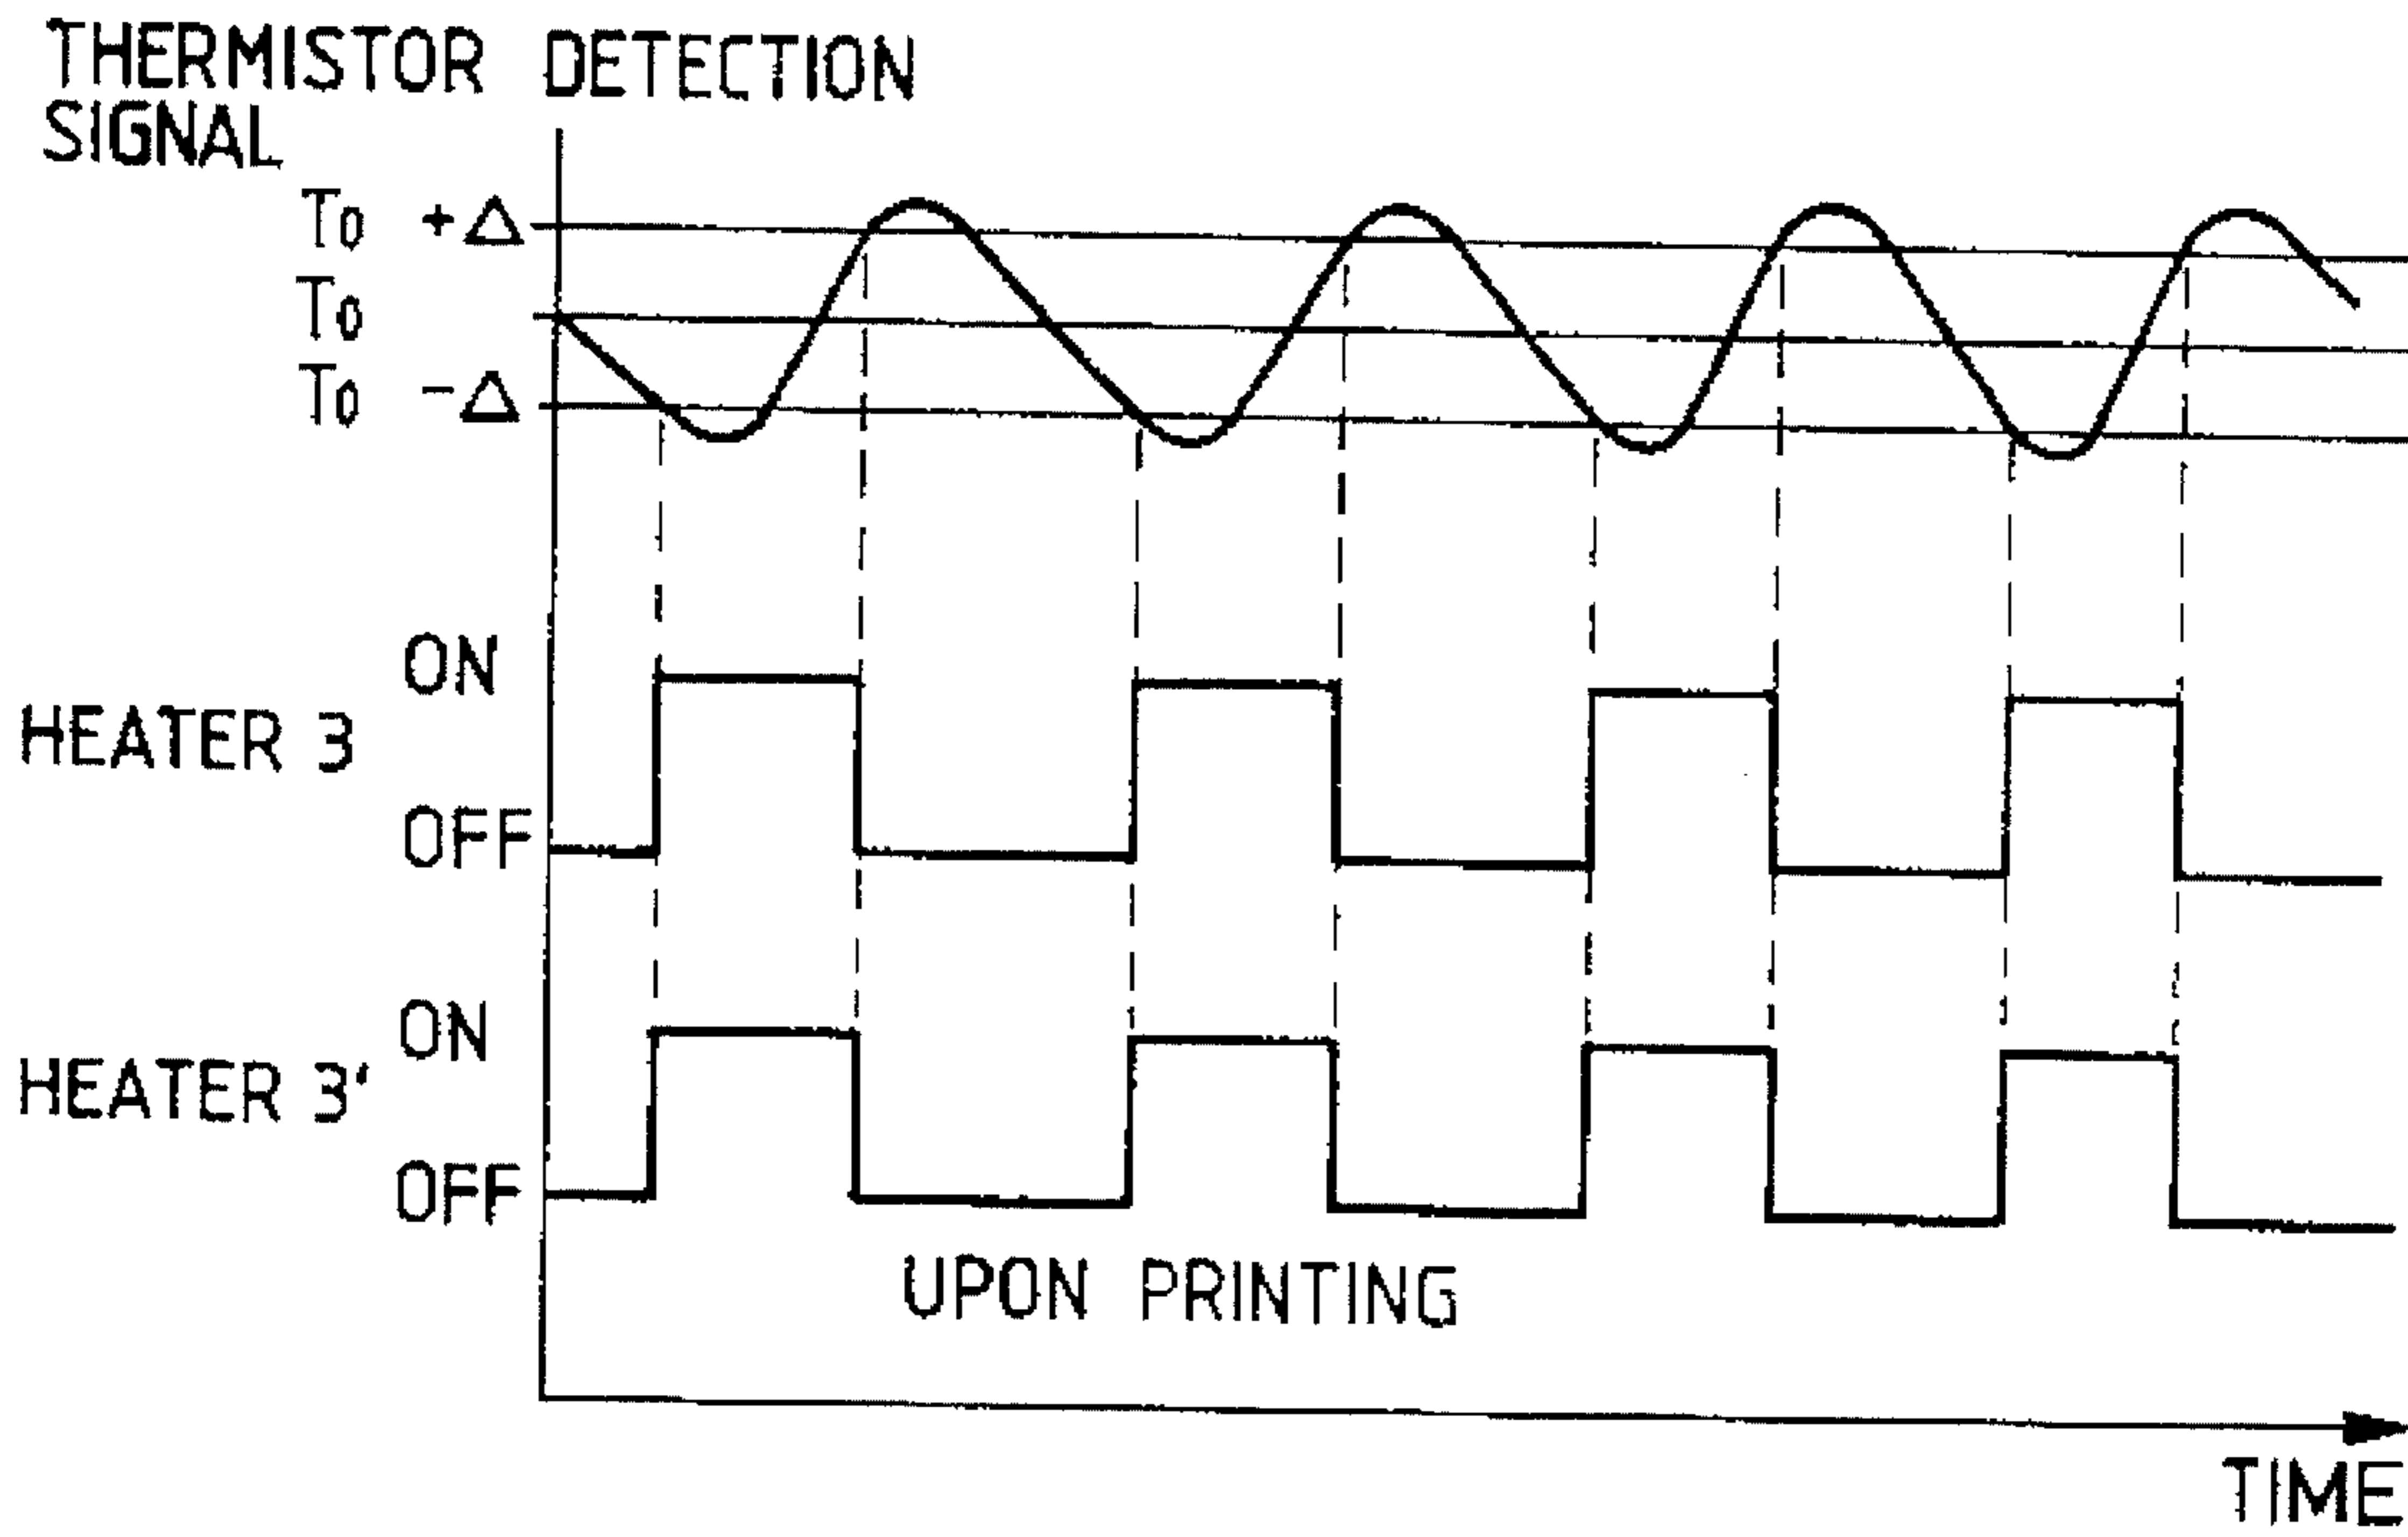 THERMISTOR DETECTION
SIGNAL
To +Δ
To
To -Δ
ON
HEATER 3
OFF
ON
HEATER 3'
OFF
UPON PRINTING
TIME